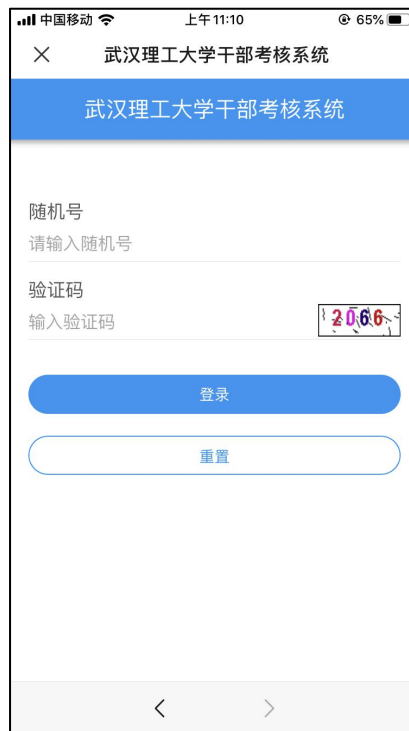 中国移动 上午11:10 65%
武汉理工大学干部考核系统
武汉理工大学干部考核系统
随机号
请输入随机号
验证码
输入验证码 2066
登录
重置